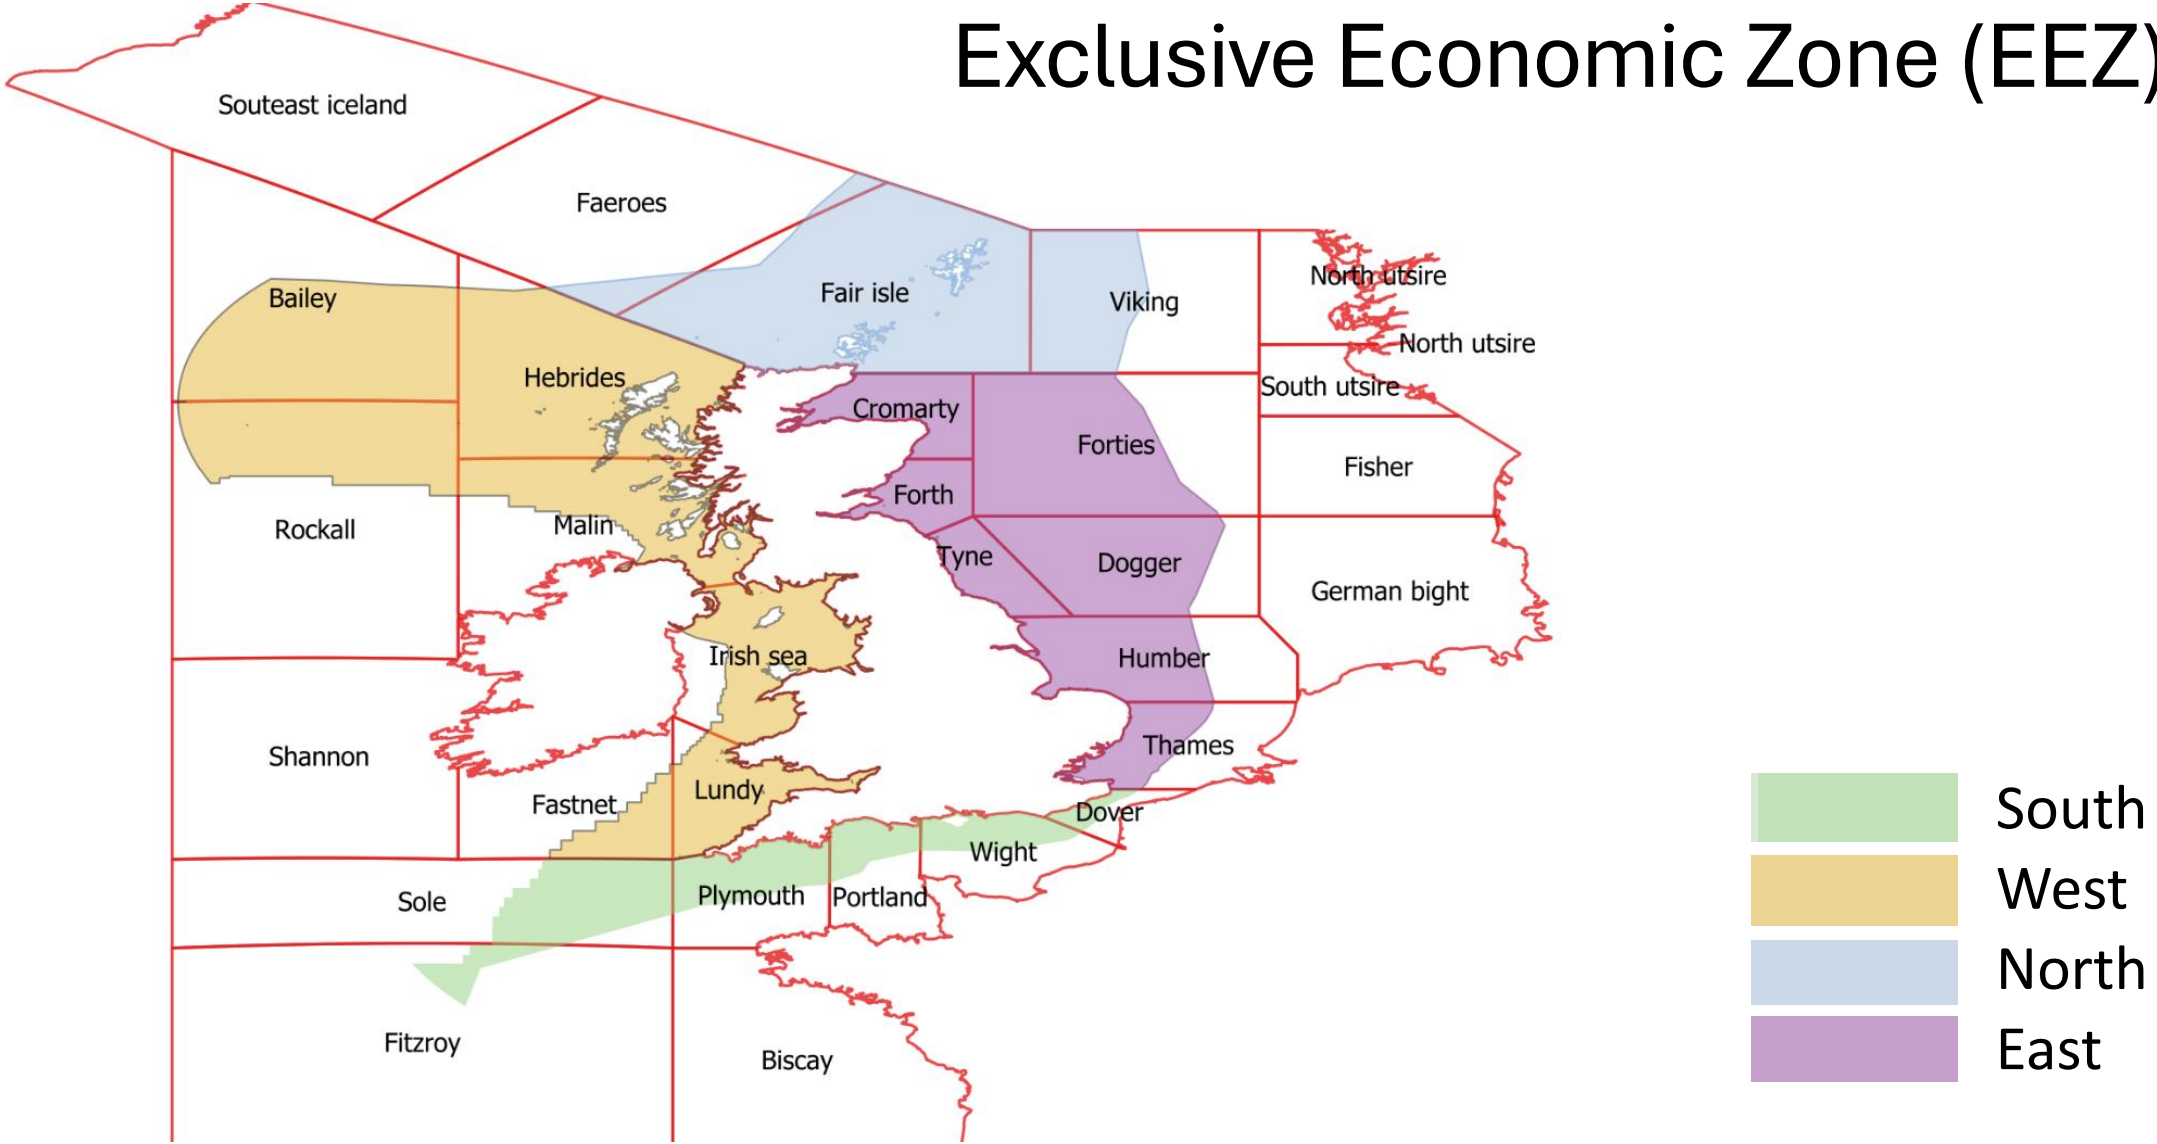 Exclusive Economic Zone (EEZ)
Souteast iceland
Faeroes
Bailey
Fair isle
Viking
North utsire
North utsire
Hebrides
South utsire
Cromarty
Forties
Fisher
Forth
Rockall
Malin
Tyne
Dogger
German bight
Irish sea
Humber
Shannon
Thames
Lundy
Fastnet
Dover
Wight
Sole
Plymouth
Portland
Fitzroy
Biscay
South
West
North
East